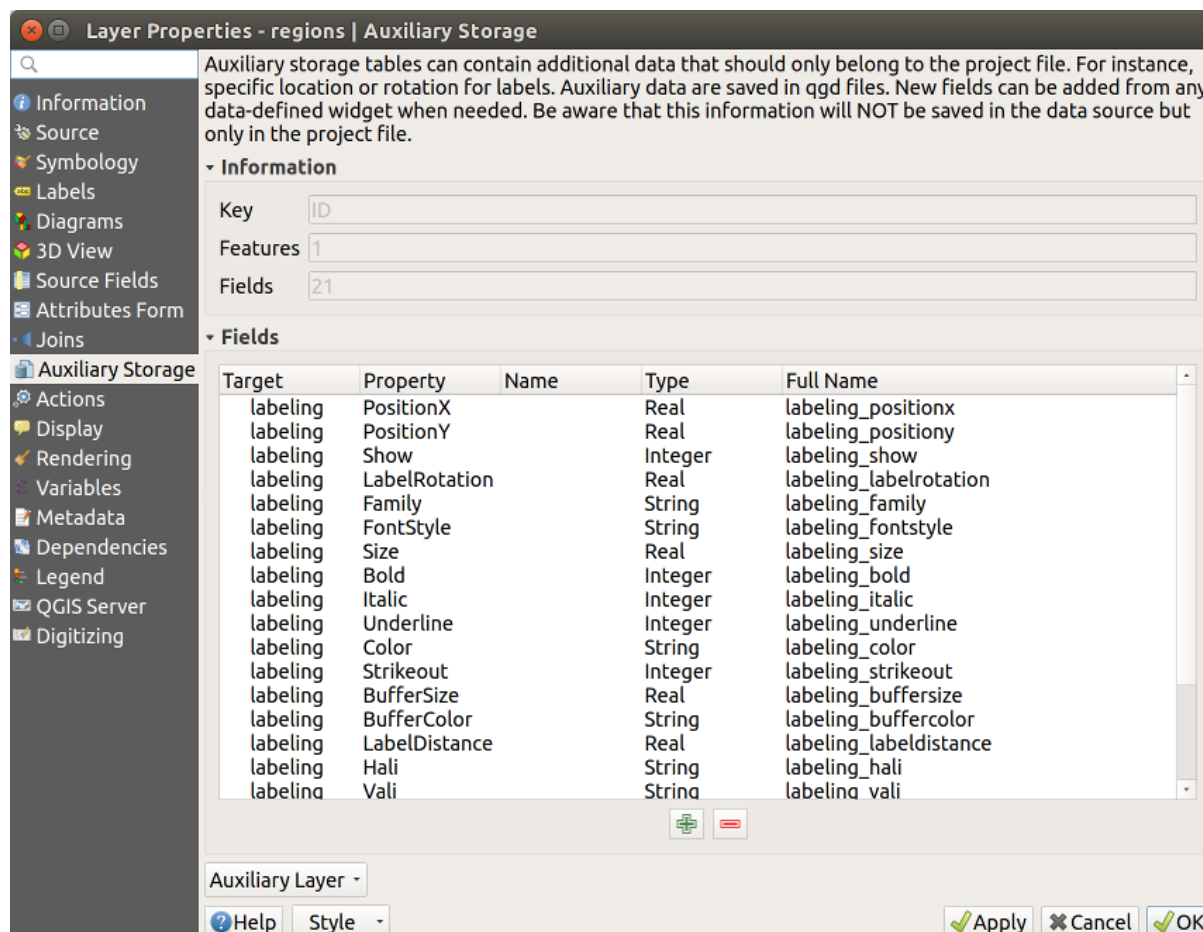 Layer Properties - regions | Auxiliary Storage
Information
Source
Symbology
Labels
Diagrams
3D View
Source Fields
Attributes Form
Joins
Auxiliary Storage
Actions
Display
Rendering
Variables
Metadata
Dependencies
Legend
QGIS Server
Digitizing
Auxiliary storage tables can contain additional data that should only belong to the project file. For instance,
specific location or rotation for labels. Auxiliary data are saved in qgd files. New fields can be added from any
data-defined widget when needed. Be aware that this information will NOT be saved in the data source but
only in the project file.
Information
Key ID
Features 1
Fields 21
Fields
Target Property Name Type Full Name
labeling PositionX Real labeling_positionx
labeling PositionY Real labeling_positiony
labeling Show Integer labeling_show
labeling LabelRotation Real labeling_labelrotation
labeling Family String labeling_family
labeling FontStyle String labeling_fontstyle
labeling Size Real labeling_size
labeling Bold Integer labeling_bold
labeling Italic Integer labeling_italic
labeling Underline Integer labeling_underline
labeling Color String labeling_color
labeling Strikeout Integer labeling_strikeout
labeling BufferSize Real labeling_buffersize
labeling BufferColor String labeling_buffercolor
labeling LabelDistance Real labeling_labeldistance
labeling Hali String labeling_hali
labeling Vali String labeling_vali
Auxiliary Layer
Help Style Apply Cancel OK